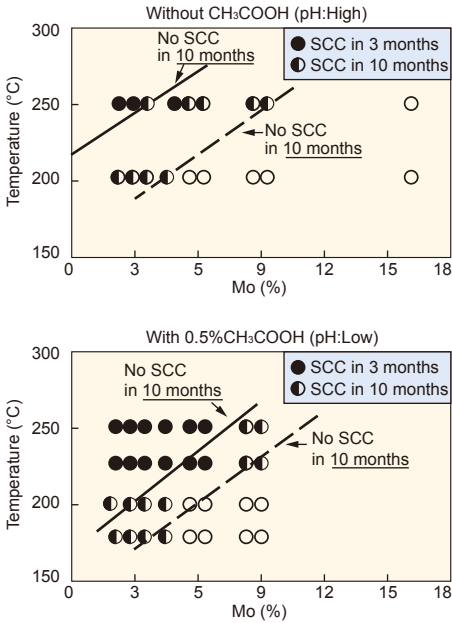 Without CH₃COOH (pH:High)
300
No SCC
in 10 months
SCC in 3 months
SCC in 10 months
250
No SCC
in 10 months
200
150
Temperature (°C)
0 3 5 9 12 15 18
Mo (%)
With 0.5%CH₃COOH (pH:Low)
300
No SCC
in 10 months
SCC in 3 months
SCC in 10 months
250
No SCC
in 10 months
200
150
Temperature (°C)
0 3 5 9 12 15 18
Mo (%)